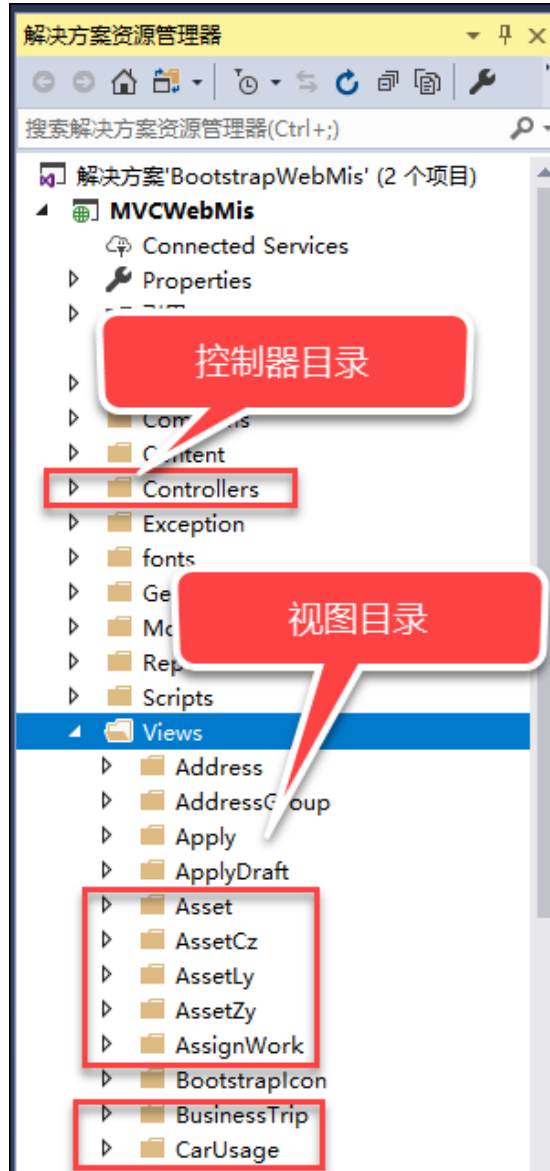 解决方案资源管理器
搜索解决方案资源管理器(Ctrl+;)
解决方案'BootstrapWebMis' (2 个项目)
MVCWebMis
Connected Services
Properties
控制器目录
Content
Controllers
Exception
fonts
视图目录
Scripts
Views
Address
AddressGroup
Apply
ApplyDraft
Asset
AssetCz
AssetLy
AssetZy
AssignWork
BootstrapIcon
BusinessTrip
CarUsage